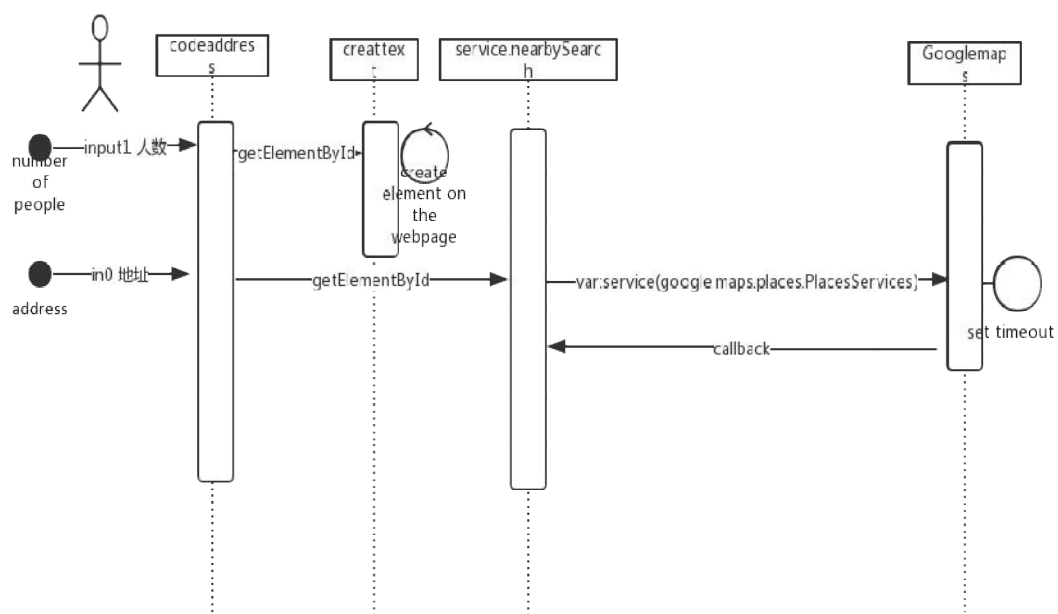 codeaddres
s
creattex
t
service.nearbySearc
h
Googlemap
s
input1 人数
number
of
people
getElementById
create
element on
the
webpage
in0 地址
address
getElementById
var:service(google.maps.places.PlacesServices)
set timeout
callback